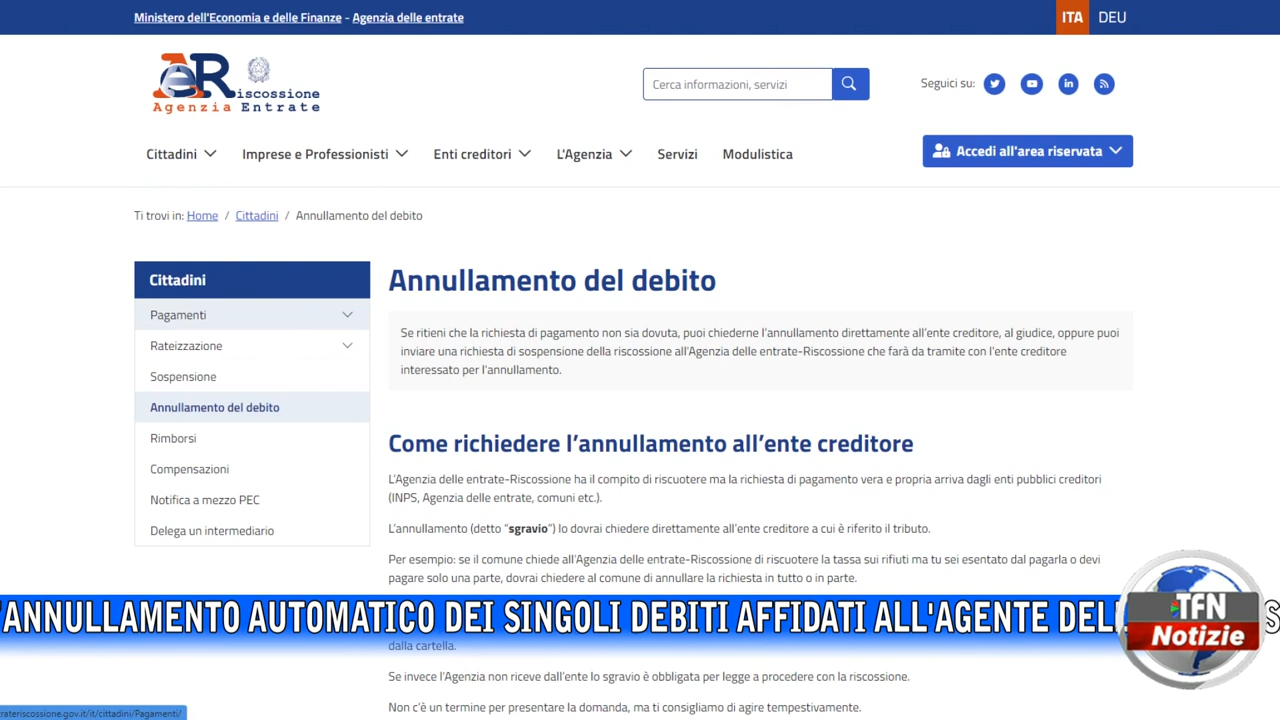 Ministero dell'Economia e delle Finanze - Agenzia delle entrate
ITA DEU
Riscossione
Agenzia Entrate
Cerca informazioni, servizi
Seguici su:
Cittadini Imprese e Professionisti Enti creditori L'Agenzia Servizi Modulistica
Accedi all'area riservata
Ti trovi in: Home / Cittadini / Annullamento del debito
Cittadini
Pagamenti
Rateizzazione
Sospensione
Annullamento del debito
Rimborsi
Compensazioni
Notifica a mezzo PEC
Delega un intermediario
Annullamento del debito
Se ritieni che la richiesta di pagamento non sia dovuta, puoi chiederne l’annullamento direttamente all’ente creditore, al giudice, oppure puoi
inviare una richiesta di sospensione della riscossione all’Agenzia delle entrate-Riscossione che farà da tramite con l’ente creditore
interessato per l’annullamento.
Come richiedere l’annullamento all’ente creditore
L’Agenzia delle entrate-Riscossione ha il compito di riscuotere ma la richiesta di pagamento vera e propria arriva dagli enti pubblici creditori
(INPS, Agenzia delle entrate, comuni etc.).
L’annullamento (detto “sgravio”) lo dovrai chiedere direttamente all’ente creditore a cui è riferito il tributo.
Per esempio: se il comune chiede all’Agenzia delle entrate-Riscossione di riscuotere la tassa sui rifiuti ma tu sei esentato dal pagarla o devi
pagare solo una parte, dovrai chiedere al comune di annullare la richiesta in tutto o in parte.
'ANNULLAMENTO AUTOMATICO DEI SINGOLI DEBITI AFFIDATI ALL'AGENTE DELL
TFN
Notizie
dalla cartella.
Se invece l’Agenzia non riceve dall’ente lo sgravio è obbligata per legge a procedere con la riscossione.
Non c’è un termine per presentare la domanda, ma ti consigliamo di agire tempestivamente.
rateriscossione.gov.it/it/cittadini/Pagamenti/